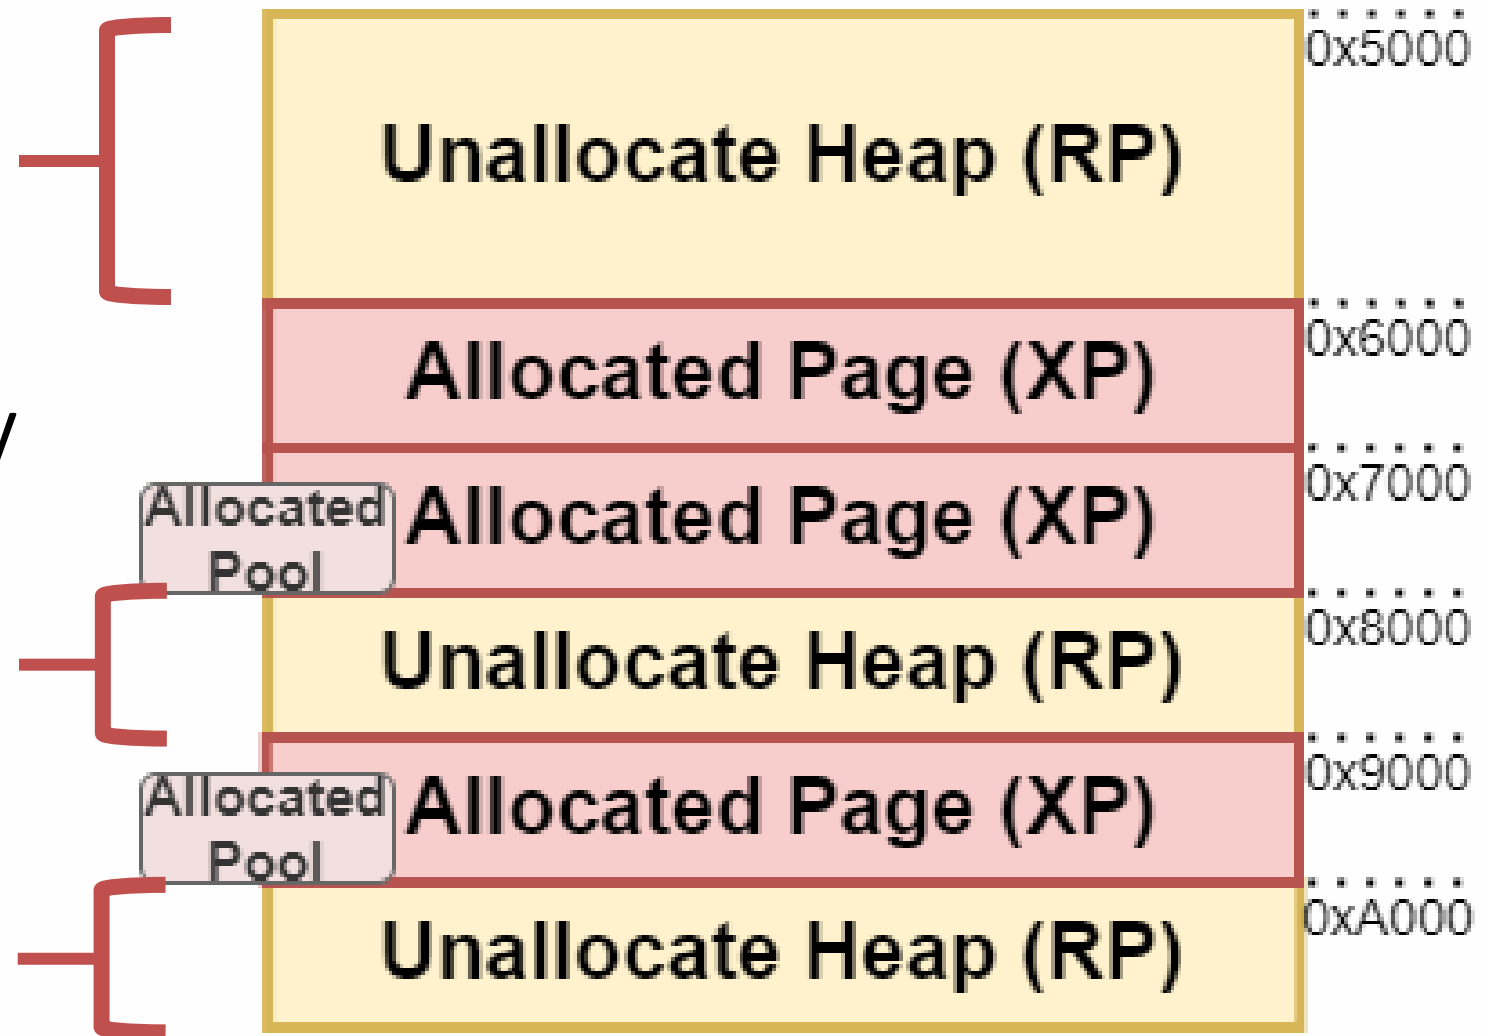 0x5000
Unallocate Heap (RP)
0x6000
Allocated Page (XP)
0x7000
Allocated
Pool
Allocated Page (XP)
0x8000
Unallocate Heap (RP)
0x9000
Allocated
Pool
Allocated Page (XP)
0xA000
Unallocate Heap (RP)